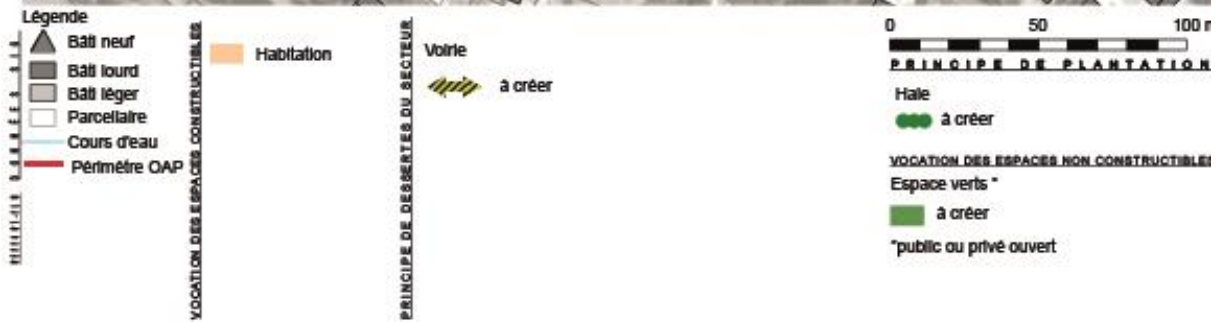 Légende
Bâti neuf
Bâti lourd
Bâti léger
Parcellaire
Cours d'eau
Périmètre OAP
VOCATION DES ESPACES CONSTRUCTIBLES
Habitation
PRINCIPE DE DESSERTES DU SECTEUR
Voirie
à créer
0 50 100 m
PRINCIPE DE PLANTATION
Haie
à créer
VOCATION DES ESPACES NON CONSTRUCTIBLES
Espace verts *
à créer
*public ou privé ouvert